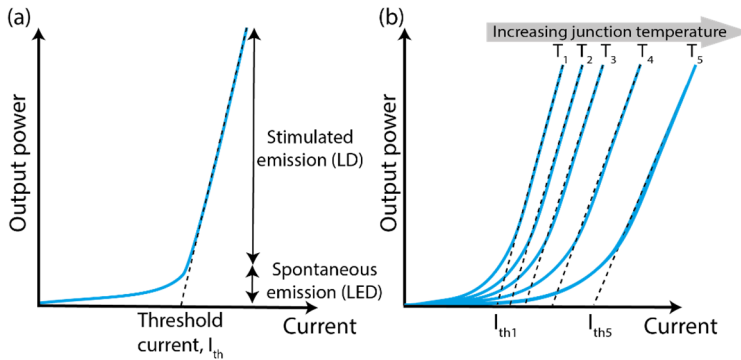 (a)
Output power
Stimulated
emission (LD)
Spontaneous
emission (LED)
Threshold
current, Ith
Current
(b)
Increasing junction temperature
T1 T2 T3 T4 T5
Output power
Ith1
Ith5
Current